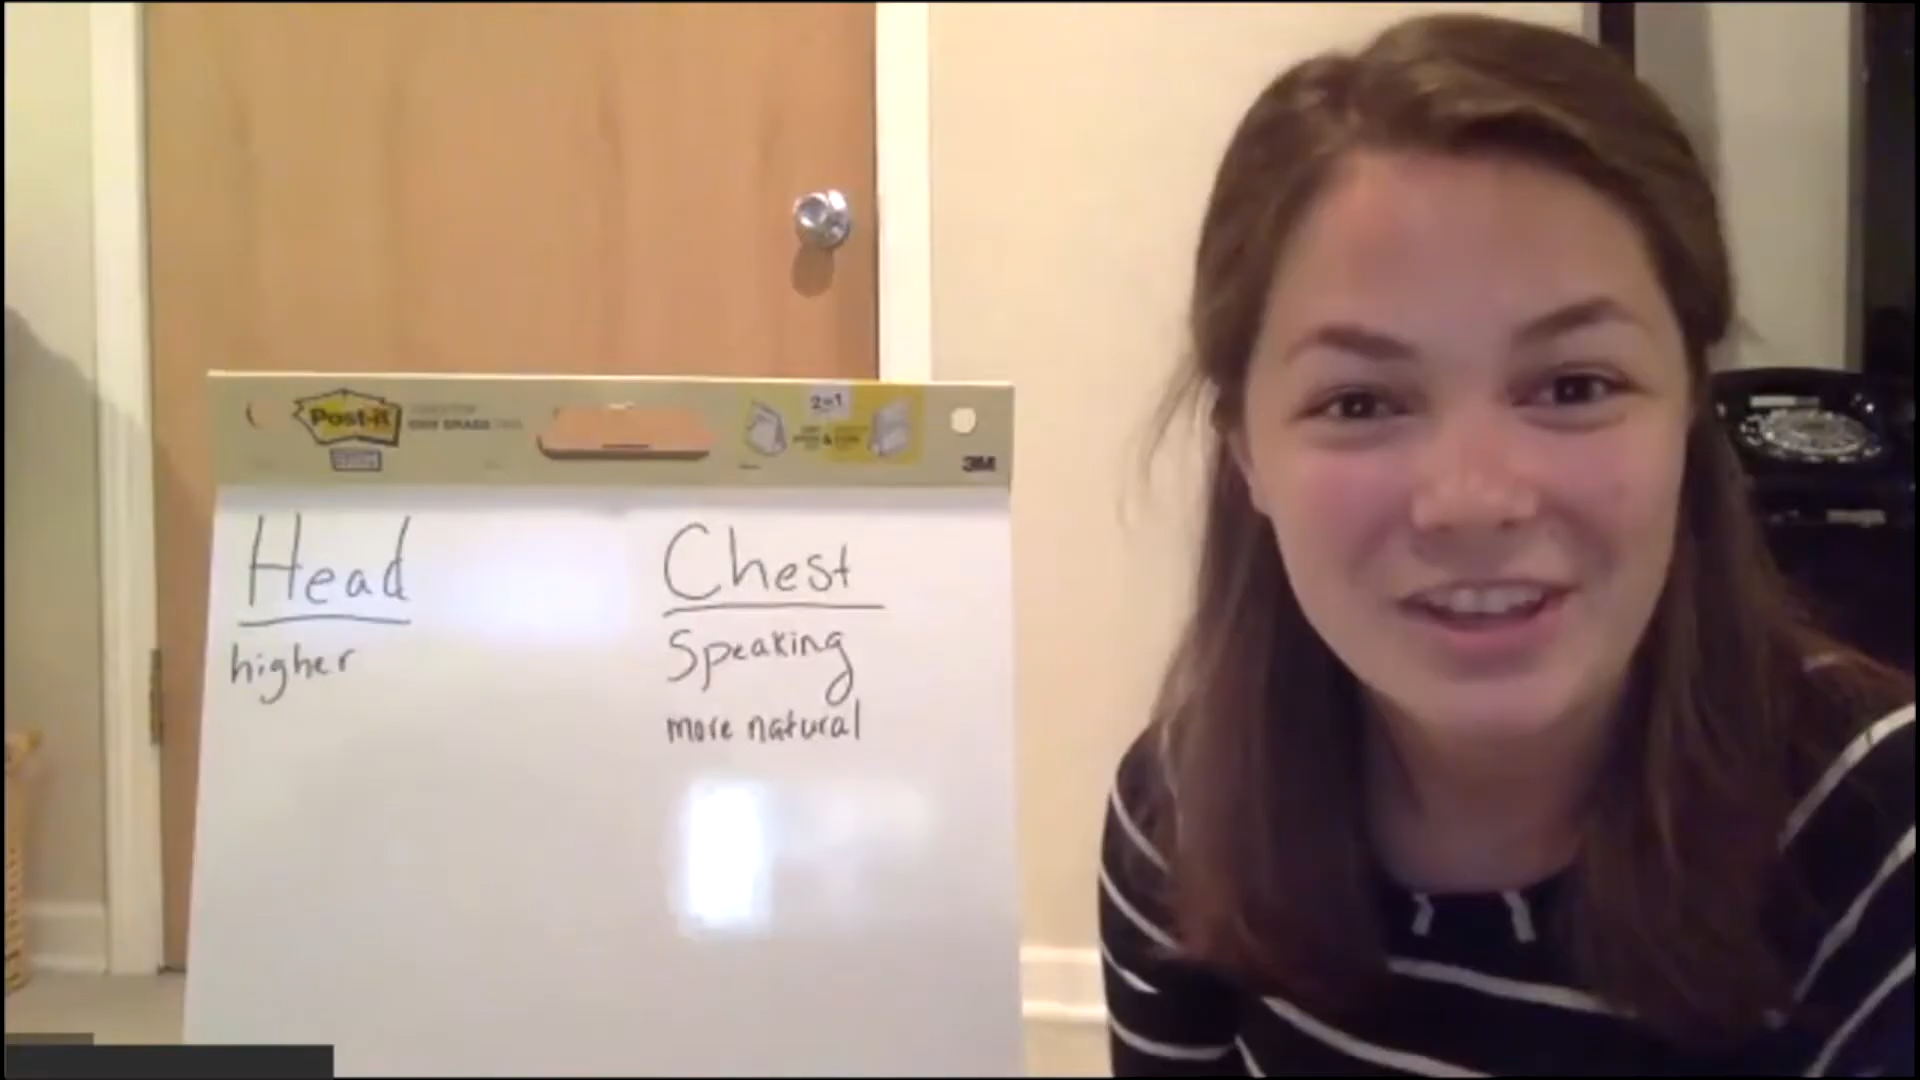 Post-it
2in1
3M
Head
Chest
higher
Speaking
more natural